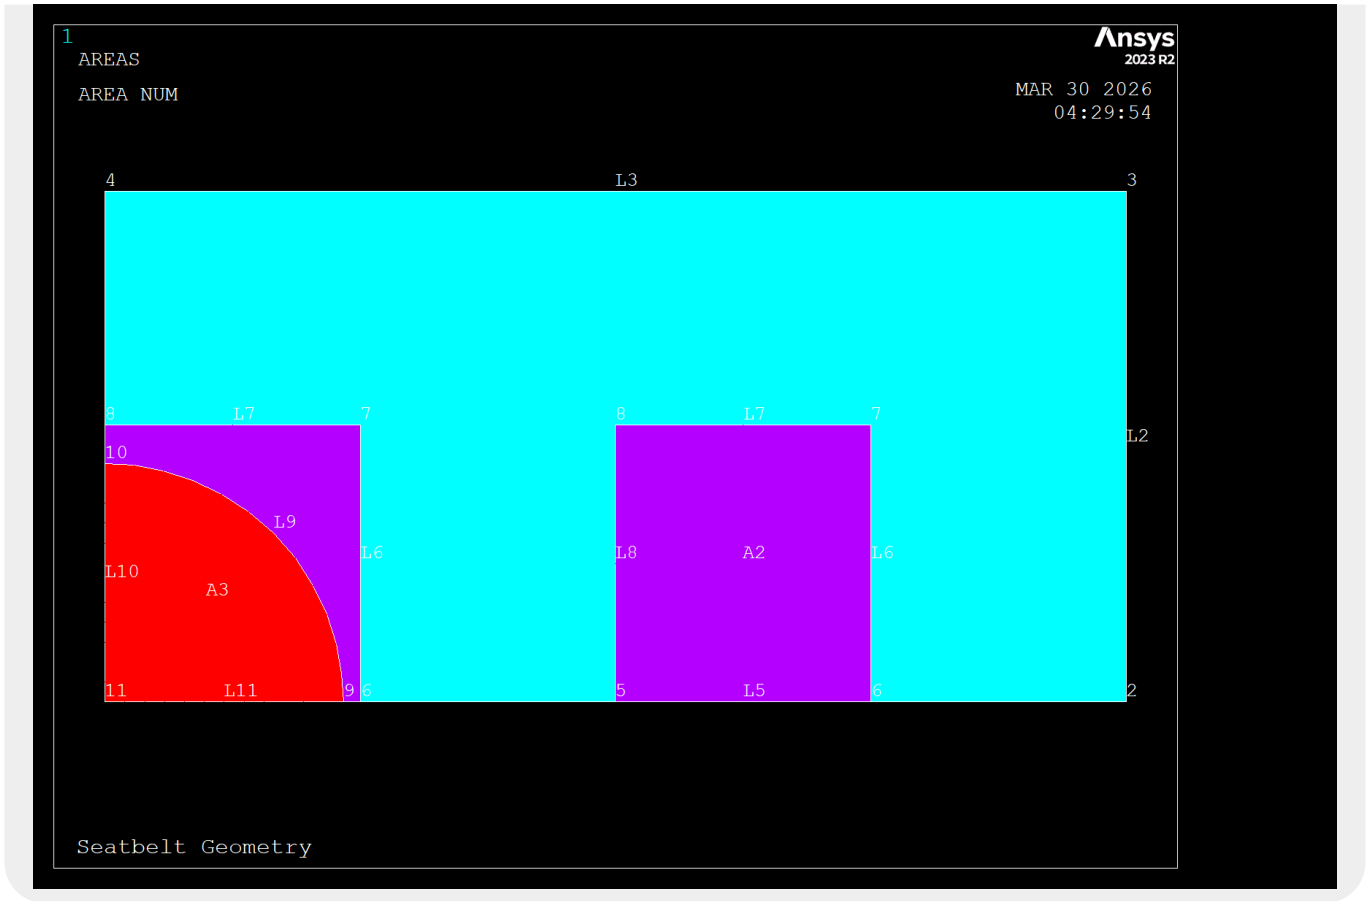 1
AREAS
AREA NUM
Ansys
2023 R2
MAR 30 2026
04:29:54
4 L3 3
8 L7 7 8 L7 7
L2
10
L9
L6 L8 A2 L6
L10
A3
11 L11 9 6 5 L5 6 2
Seatbelt Geometry